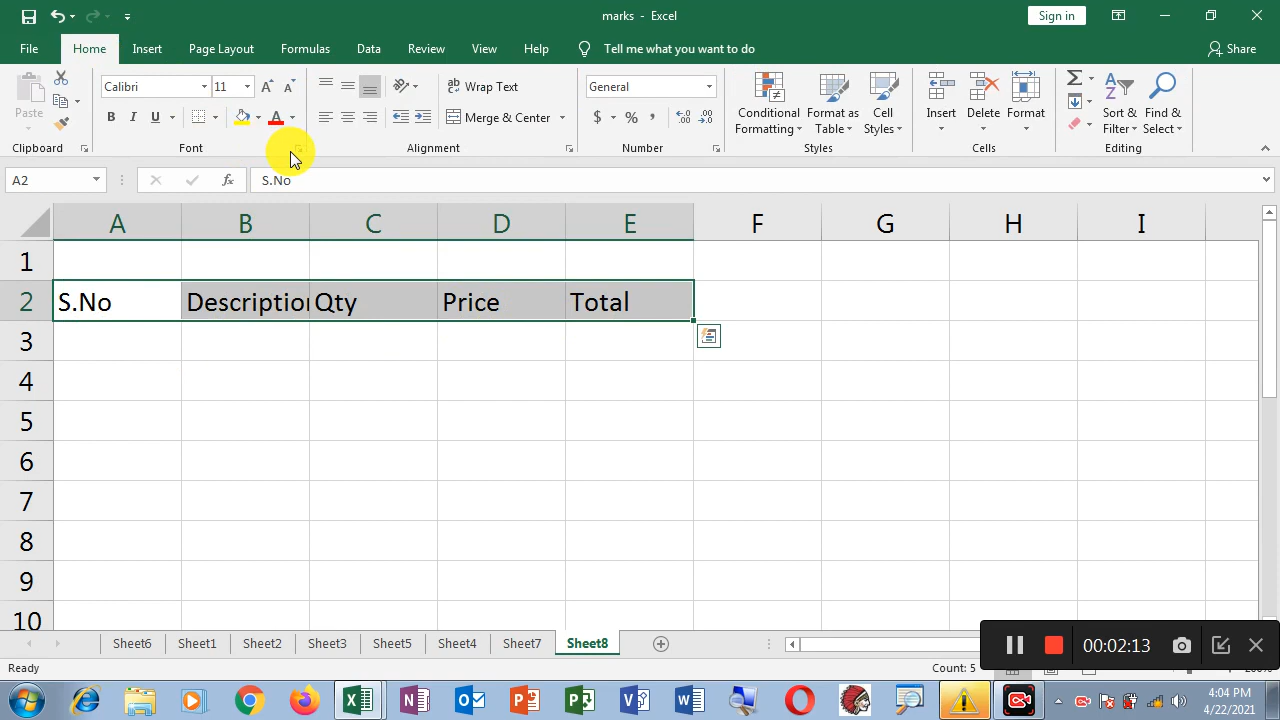 marks - Excel
Sign in
File Home Insert Page Layout Formulas Data Review View Help Tell me what you want to do Share
Paste
Calibri 11
B I U A
Wrap Text
Merge & Center
General
$ % ,
Conditional Formatting
Format as Table
Cell Styles
Insert Delete Format
Sort & Filter
Find & Select
Clipboard Font Alignment Number Styles Cells Editing
A2 fx S.No
A B C D E F G H I
1
2 S.No Description Qty Price Total
3
4
5
6
7
8
9
10
Sheet6 Sheet1 Sheet2 Sheet3 Sheet5 Sheet4 Sheet7 Sheet8
00:02:13
Ready Count: 5
4:04 PM
4/22/2021